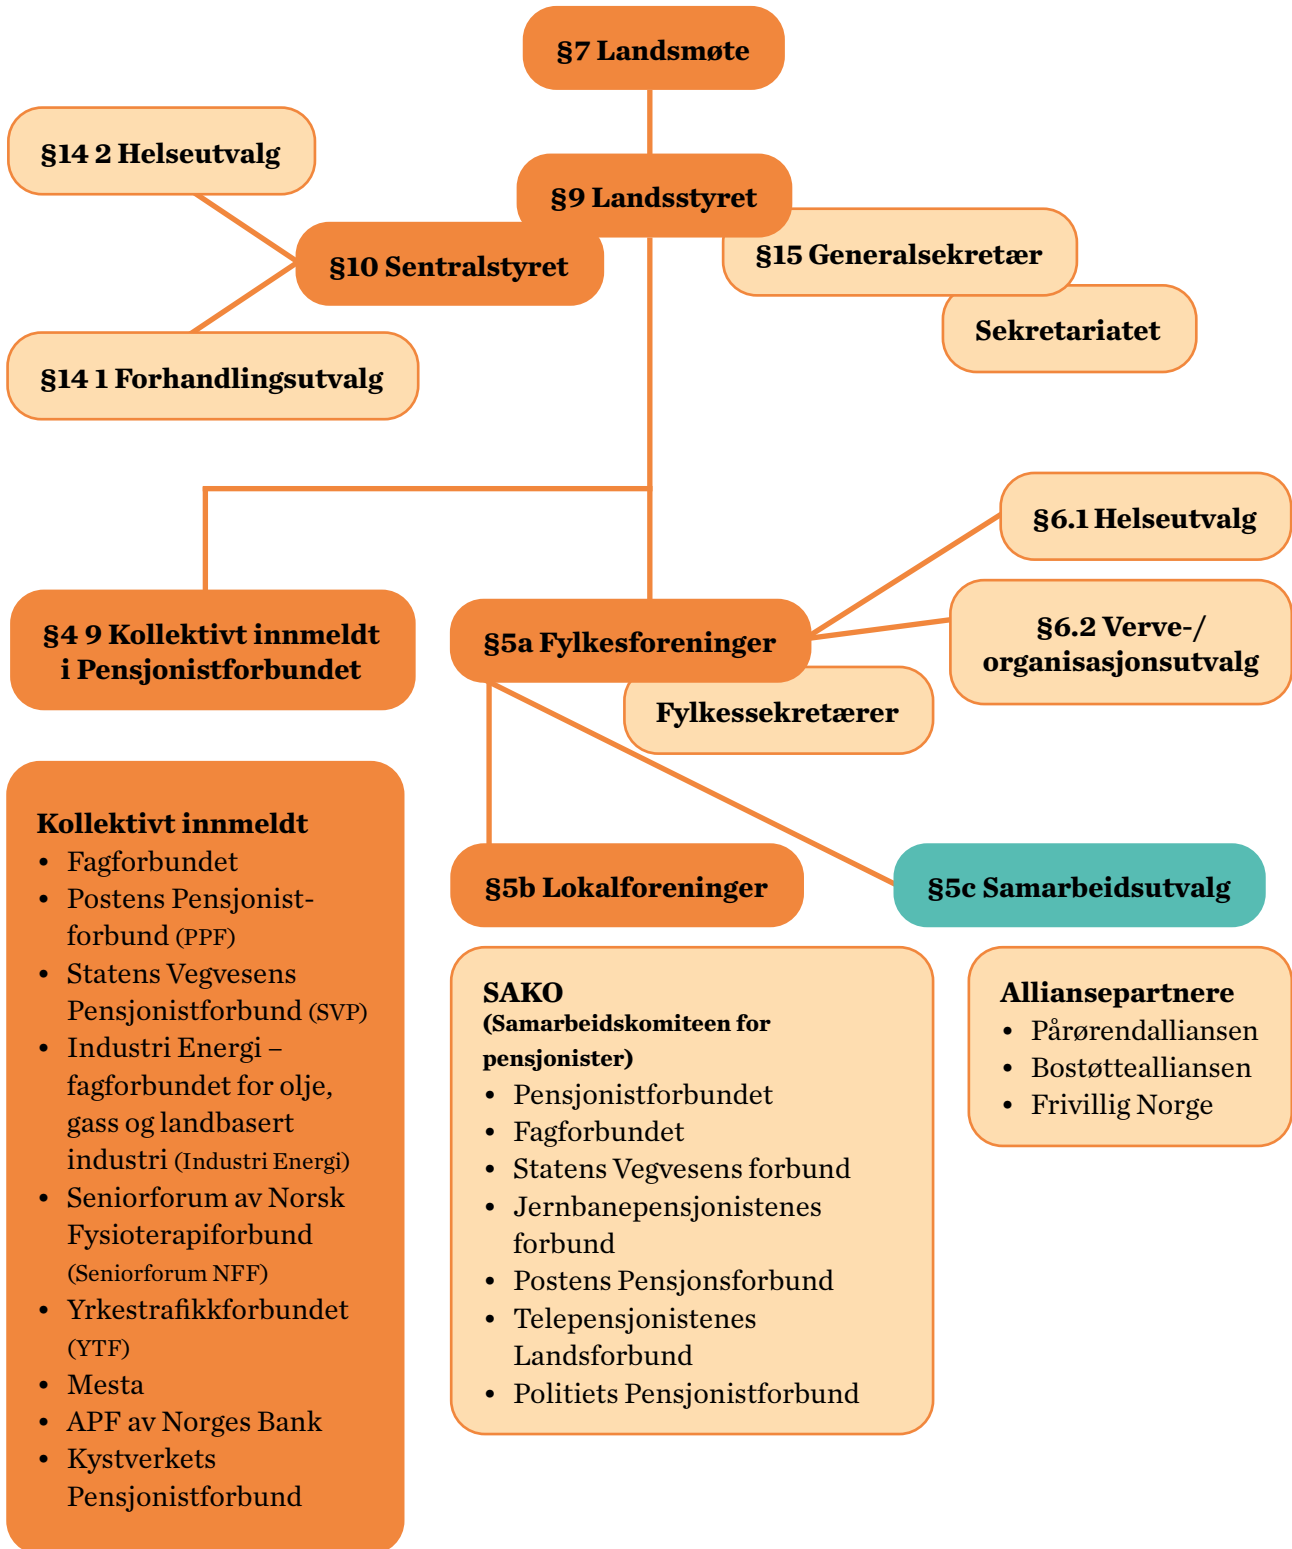 §7 Landsmøte
§14 2 Helseutvalg
§9 Landsstyret
§10 Sentralstyret
§15 Generalsekretær
Sekretariatet
§14 1 Forhandlingsutvalg
§6.1 Helseutvalg
§4 9 Kollektivt innmeldt
i Pensjonistforbundet
§5a Fylkesforeninger
§6.2 Verve-/
organisasjonsutvalg
Fylkessekretærer
Kollektivt innmeldt
• Fagforbundet
• Postens Pensjonist-
forbund (PPF)
• Statens Vegvesens
Pensjonistforbund (SVP)
• Industri Energi –
fagforbundet for olje,
gass og landbasert
industri (Industri Energi)
• Seniorforum av Norsk
Fysioterapiforbund
(Seniorforum NFF)
• Yrkestrafikkforbundet
(YTF)
• Mesta
• APF av Norges Bank
• Kystverkets
Pensjonistforbund
§5b Lokalforeninger
§5c Samarbeidsutvalg
SAKO
(Samarbeidskomiteen for
pensjonister)
• Pensjonistforbundet
• Fagforbundet
• Statens Vegvesens forbund
• Jernbanepensjonistenes
forbund
• Postens Pensjonsforbund
• Telepensjonistenes
Landsforbund
• Politiets Pensjonistforbund
Alliansepartnere
• Pårørendalliansen
• Bostøttealliansen
• Frivillig Norge